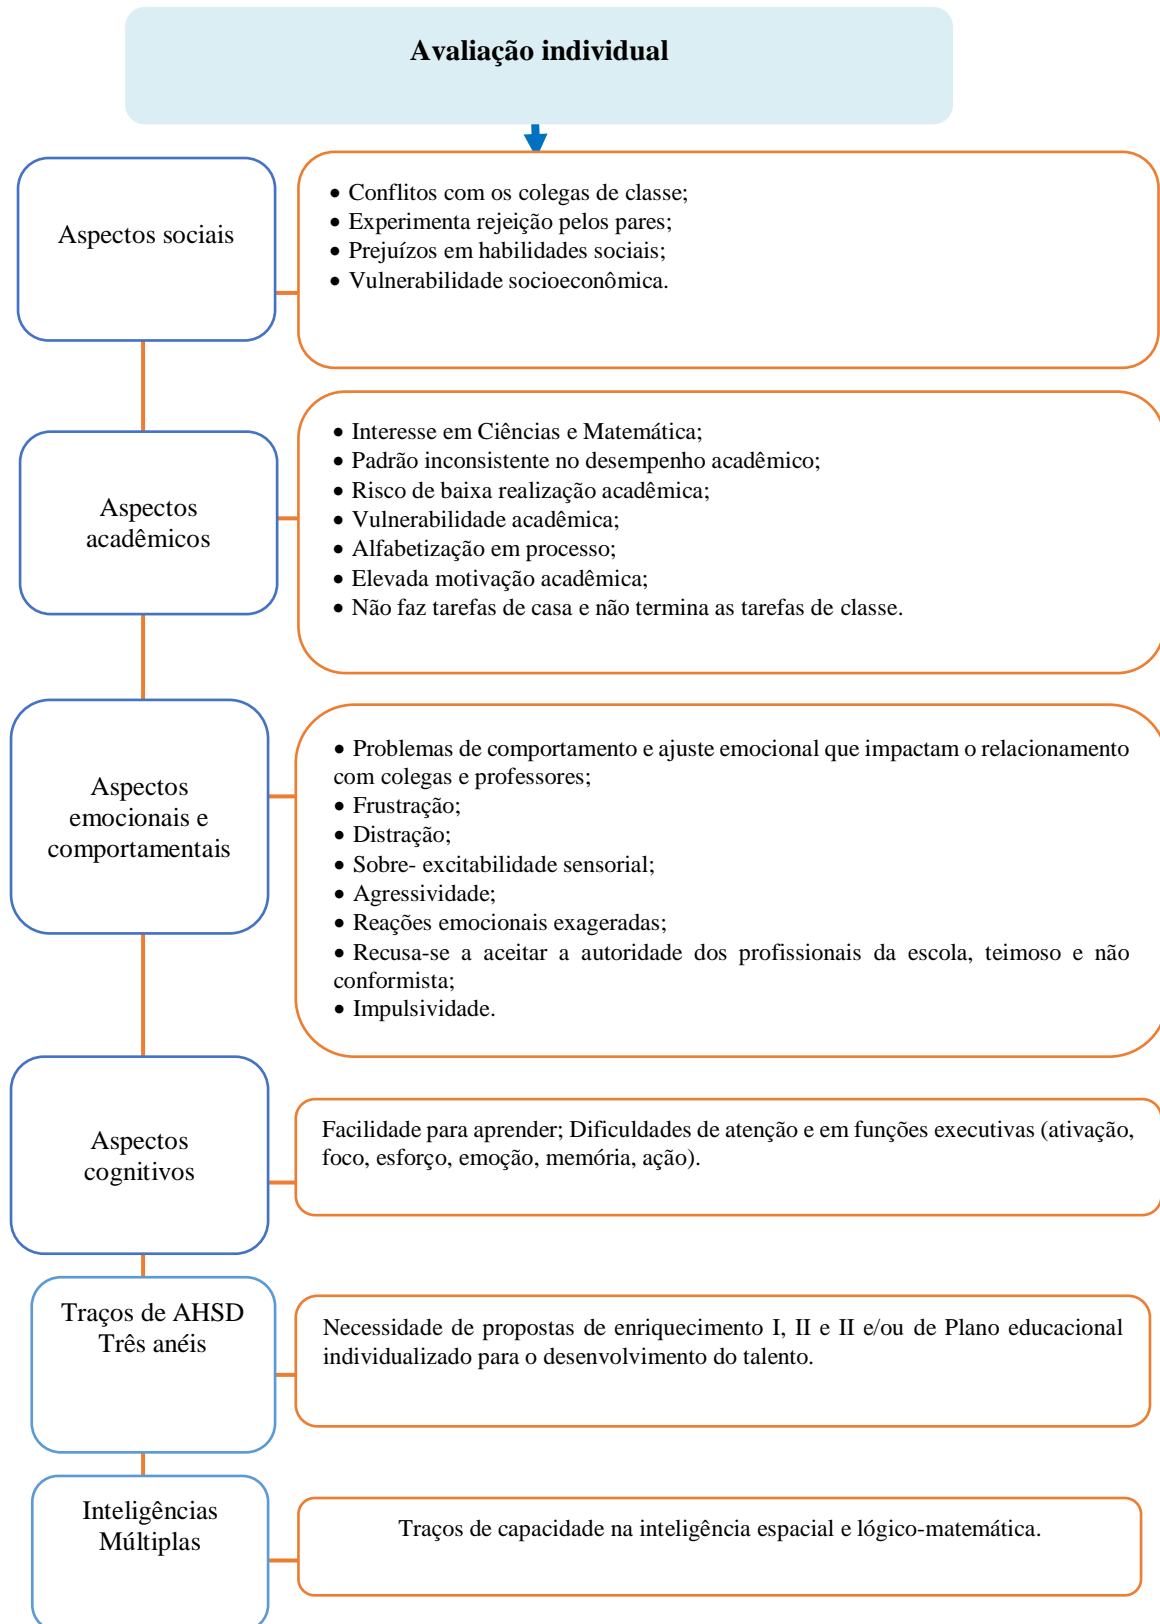 Avaliação individual
Aspectos sociais
• Conflitos com os colegas de classe;
• Experimenta rejeição pelos pares;
• Prejuízos em habilidades sociais;
• Vulnerabilidade socioeconômica.
Aspectos
acadêmicos
• Interesse em Ciências e Matemática;
• Padrão inconsistente no desempenho acadêmico;
• Risco de baixa realização acadêmica;
• Vulnerabilidade acadêmica;
• Alfabetização em processo;
• Elevada motivação acadêmica;
• Não faz tarefas de casa e não termina as tarefas de classe.
Aspectos
emocionais e
comportamentais
• Problemas de comportamento e ajuste emocional que impactam o relacionamento
com colegas e professores;
• Frustração;
• Distração;
• Sobre- excitabilidade sensorial;
• Agressividade;
• Reações emocionais exageradas;
• Recusa-se a aceitar a autoridade dos profissionais da escola, teimoso e não
conformista;
• Impulsividade.
Aspectos
cognitivos
Facilidade para aprender; Dificuldades de atenção e em funções executivas (ativação,
foco, esforço, emoção, memória, ação).
Traços de AHSD
Três anéis
Necessidade de propostas de enriquecimento I, II e II e/ou de Plano educacional
individualizado para o desenvolvimento do talento.
Inteligências
Múltiplas
Traços de capacidade na inteligência espacial e lógico-matemática.